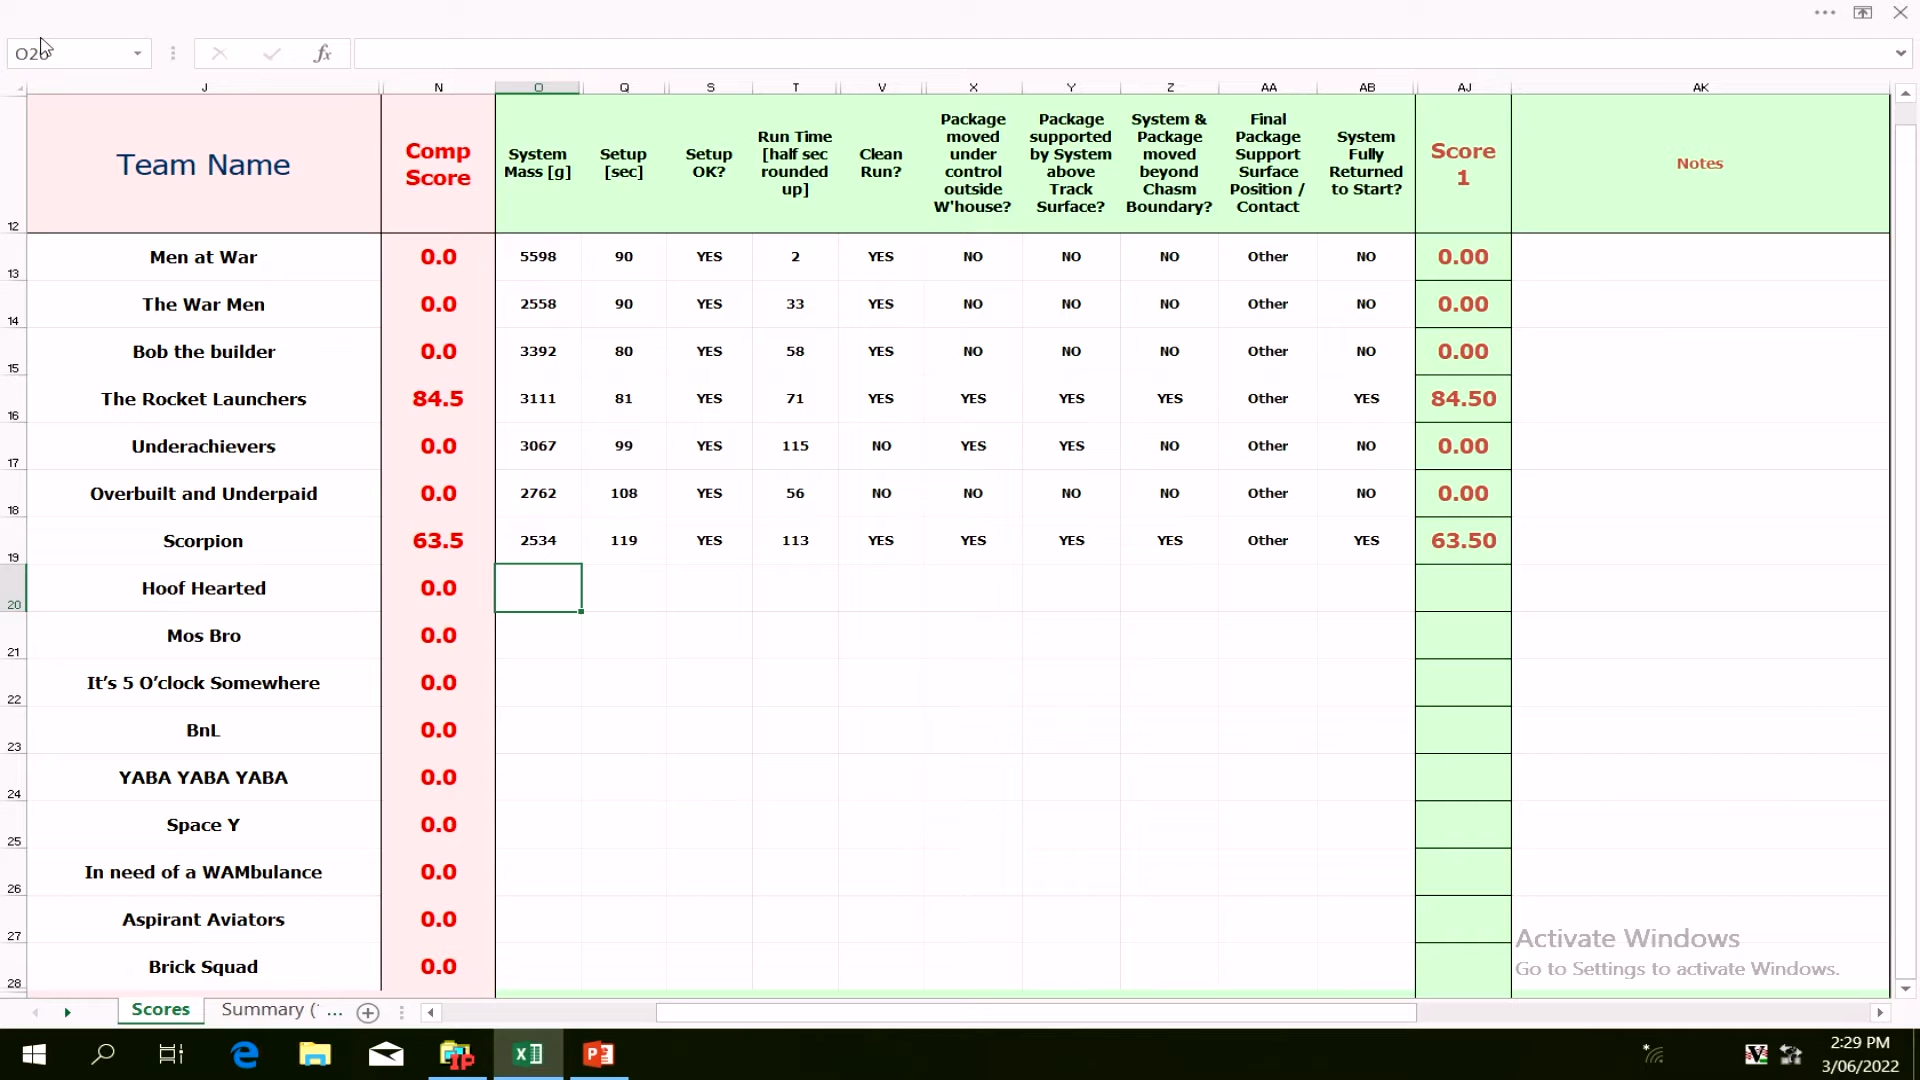 O20
fx
J N O Q S T V X Y Z AA AB AJ AK
12 Team Name Comp Score System Mass [g] Setup [sec] Setup OK? Run Time [half sec rounded up] Clean Run? Package moved under control outside W'house? Package supported by System above Track Surface? System & Package moved beyond Chasm Boundary? Final Package Support Surface Position / Contact System Fully Returned to Start? Score 1 Notes
13 Men at War 0.0 5598 90 YES 2 YES NO NO NO Other NO 0.00
14 The War Men 0.0 2558 90 YES 33 YES NO NO NO Other NO 0.00
15 Bob the builder 0.0 3392 80 YES 58 YES NO NO NO Other NO 0.00
16 The Rocket Launchers 84.5 3111 81 YES 71 YES YES YES YES Other YES 84.50
17 Underachievers 0.0 3067 99 YES 115 NO YES YES NO Other NO 0.00
18 Overbuilt and Underpaid 0.0 2762 108 YES 56 NO NO NO NO Other NO 0.00
19 Scorpion 63.5 2534 119 YES 113 YES YES YES YES Other YES 63.50
20 Hoof Hearted 0.0
21 Mos Bro 0.0
22 It’s 5 O’clock Somewhere 0.0
23 BnL 0.0
24 YABA YABA YABA 0.0
25 Space Y 0.0
26 In need of a WAMbulance 0.0
27 Aspirant Aviators 0.0
28 Brick Squad 0.0
Activate Windows
Go to Settings to activate Windows.
Scores Summary (' ...
2:29 PM
3/06/2022